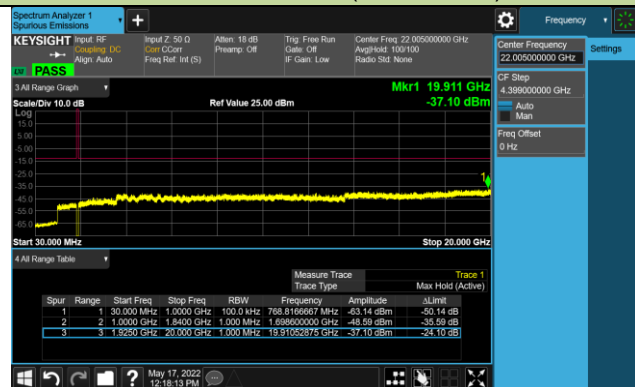 Spectrum Analyzer 1
Spurious Emissions
Frequency
KEYSIGHT Input: RF Input Z: 50 Ω Atten: 18 dB Trig: Free Run Center Freq: 22.005000000 GHz
Coupling: DC Corr CCorr Preamp: Off Gate: Off Avg|Hold: 100/100
Align: Auto Freq Ref: Int (S) IF Gain: Low Radio Std: None
PASS
Center Frequency
22.005000000 GHz
Settings
CF Step
4.399000000 GHz
Auto
Man
Freq Offset
0 Hz
3 All Range Graph
Mkr1 19.911 GHz
Scale/Div 10.0 dB Ref Value 25.00 dBm -37.10 dBm
Log
15.0
5.00
-5.00
-15.0
-25.0
-35.0
-45.0
-55.0
-65.0
1
Start 30.000 MHz Stop 20.000 GHz
4 All Range Table
Measure Trace Trace 1
Trace Type Max Hold (Active)
Spur Range Start Freq Stop Freq RBW Frequency Amplitude ΔLimit
1 1 30.000 MHz 1.0000 GHz 100.0 kHz 768.8166667 MHz -63.14 dBm -50.14 dB
2 2 1.0000 GHz 1.8400 GHz 1.000 MHz 1.698600000 GHz -48.59 dBm -35.59 dB
3 3 1.9250 GHz 20.000 GHz 1.000 MHz 19.91052875 GHz -37.10 dBm -24.10 dB
May 17, 2022
12:18:13 PM